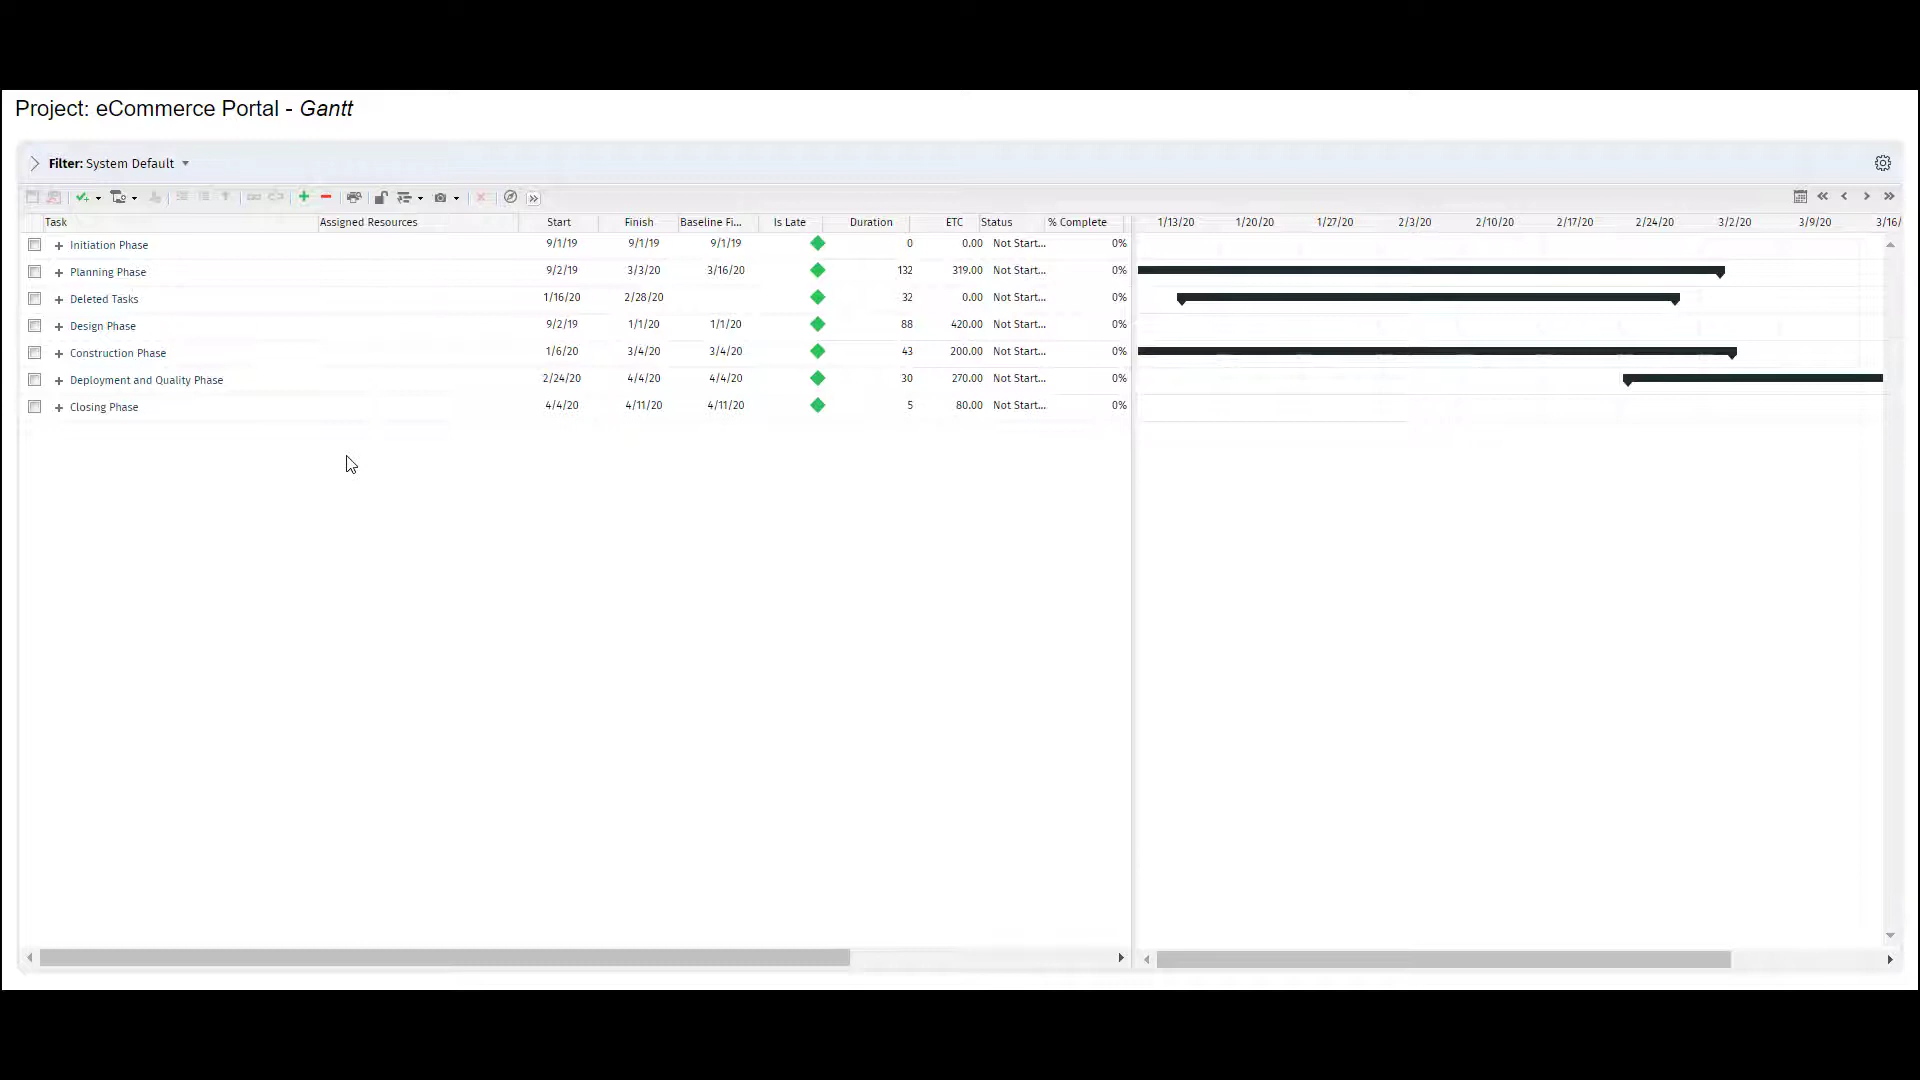 Project: eCommerce Portal - Gantt
Filter: System Default
Task Assigned Resources Start Finish Baseline Fi... Is Late Duration ETC Status % Complete 1/13/20 1/20/20 1/27/20 2/3/20 2/10/20 2/17/20 2/24/20 3/2/20 3/9/20 3/16/
Initiation Phase 9/1/19 9/1/19 9/1/19 0 0.00 Not Start... 0%
Planning Phase 9/2/19 3/3/20 3/16/20 132 319.00 Not Start... 0%
Deleted Tasks 1/16/20 2/28/20 32 0.00 Not Start... 0%
Design Phase 9/2/19 1/1/20 1/1/20 88 420.00 Not Start... 0%
Construction Phase 1/6/20 3/4/20 3/4/20 43 200.00 Not Start... 0%
Deployment and Quality Phase 2/24/20 4/4/20 4/4/20 30 270.00 Not Start... 0%
Closing Phase 4/4/20 4/11/20 4/11/20 5 80.00 Not Start... 0%